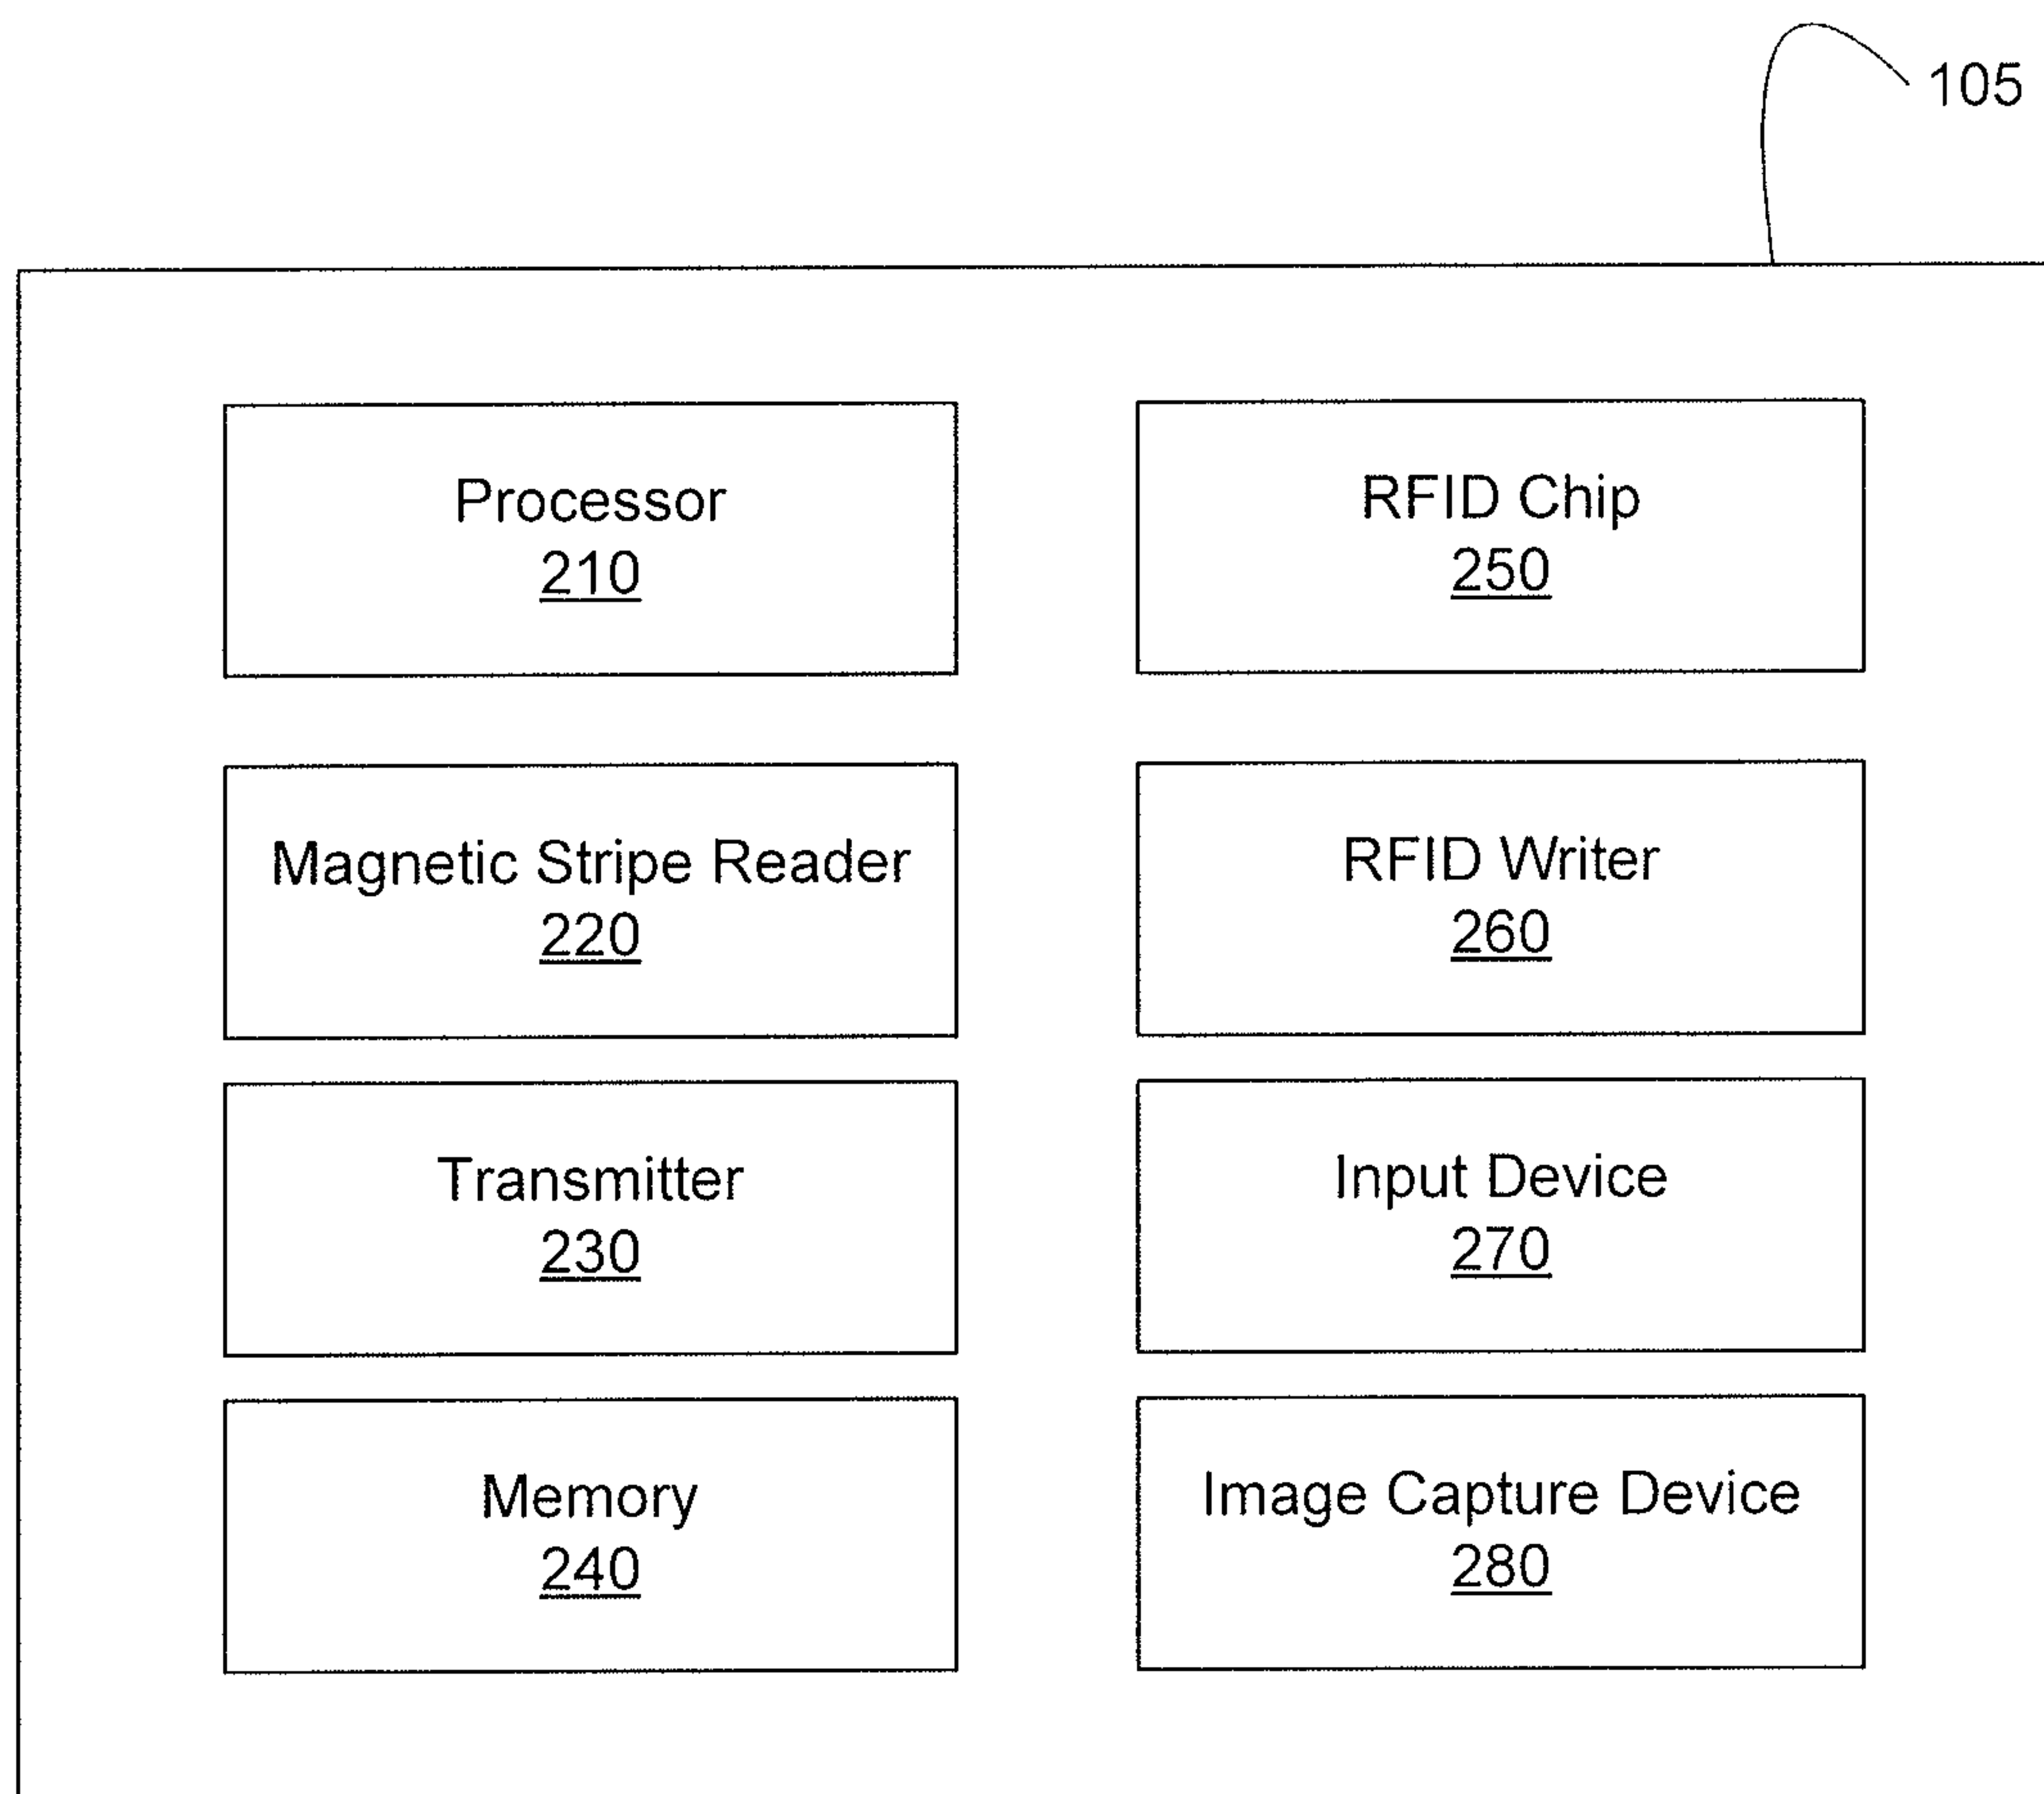 105
Processor
210
RFID Chip
250
Magnetic Stripe Reader
220
RFID Writer
260
Transmitter
230
Input Device
270
Memory
240
Image Capture Device
280